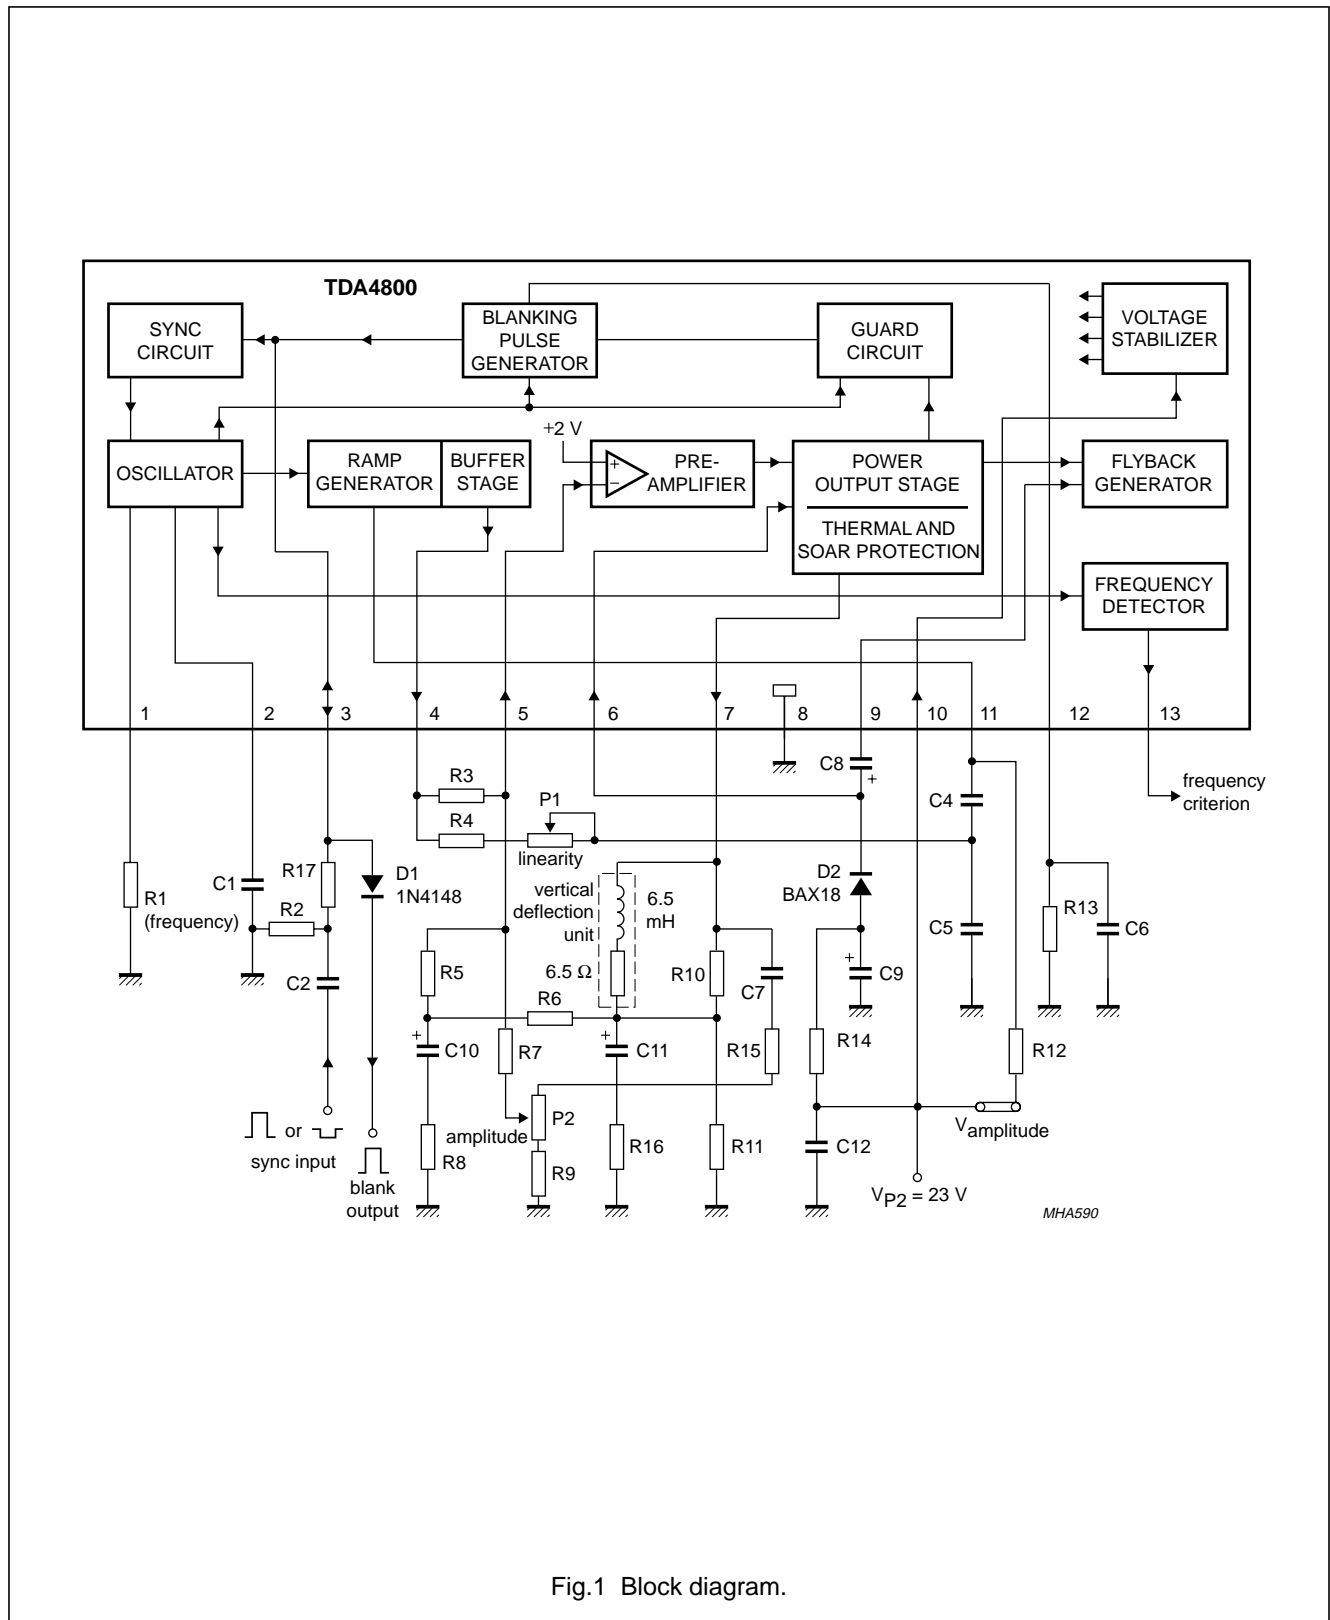 TDA4800
SYNC
CIRCUIT
BLANKING
PULSE
GENERATOR
GUARD
CIRCUIT
VOLTAGE
STABILIZER
+2 V
OSCILLATOR
RAMP
GENERATOR
BUFFER
STAGE
+
−
PRE-
AMPLIFIER
POWER
OUTPUT STAGE
THERMAL AND
SOAR PROTECTION
FLYBACK
GENERATOR
FREQUENCY
DETECTOR
1 2 3 4 5 6 7 8 9 10 11 12 13
R3
R4
P1
linearity
C8
+
C4
frequency
criterion
R1
(frequency)
C1
R17
R2
D1
1N4148
vertical
deflection
unit
6.5
mH
6.5 Ω
D2
BAX18
C5
R13
C6
C2
R5
R6
R10
C7
+
C9
+
C10
R7
+
C11
R15
R14
R12
or
sync input
blank
output
R8
amplitude
P2
R9
R16
R11
C12
Vamplitude
VP2 = 23 V
MHA590
Fig.1 Block diagram.